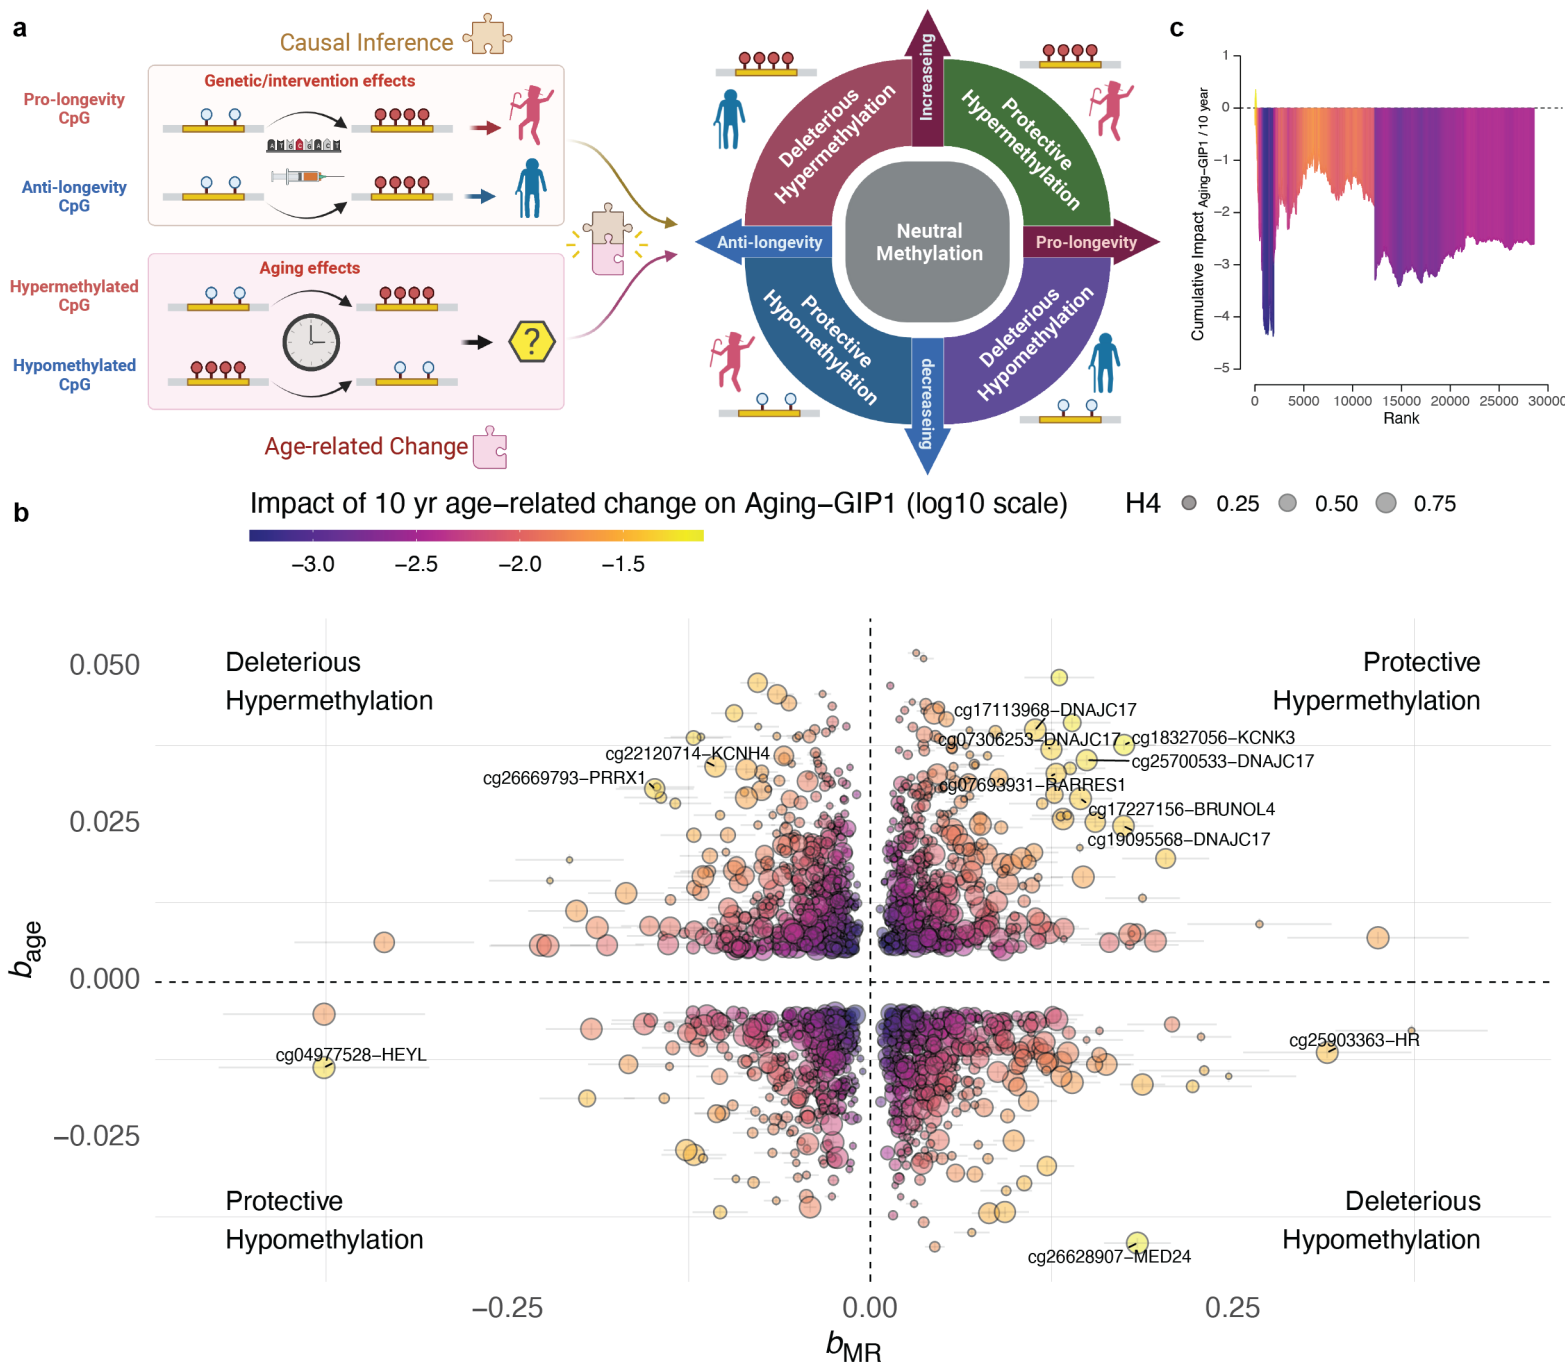 a
Causal Inference
Genetic/intervention effects
Pro-longevity
CpG
A T G C G A C T
Anti-longevity
CpG
Aging effects
Hypermethylated
CpG
Hypomethylated
CpG
?
Age-related Change
Increaseing
Deleterious
Hypermethylation
Protective
Hypermethylation
Anti-longevity
Neutral
Methylation
Pro-longevity
Protective
Hypomethylation
Deleterious
Hypomethylation
decreaseing
c
Cumulative Impact Aging−GIP1 / 10 year
1
0
−1
−2
−3
−4
−5
0 5000 10000 15000 20000 25000 30000
Rank
b
Impact of 10 yr age−related change on Aging−GIP1 (log10 scale)
−3.0 −2.5 −2.0 −1.5
H4 0.25 0.50 0.75
Deleterious
Hypermethylation
Protective
Hypermethylation
cg17113968−DNAJC17
cg07306253−DNAJC17
cg18327056−KCNK3
cg22120714−KCNH4
cg25700533−DNAJC17
cg26669793−PRRX1
cg07693931−RARRES1
cg17227156−BRUNOL4
cg19095568−DNAJC17
cg25903363−HR
cg04977528−HEYL
cg26628907−MED24
Protective
Hypomethylation
Deleterious
Hypomethylation
0.050
0.025
0.000
−0.025
bage
−0.25 0.00 0.25
bMR